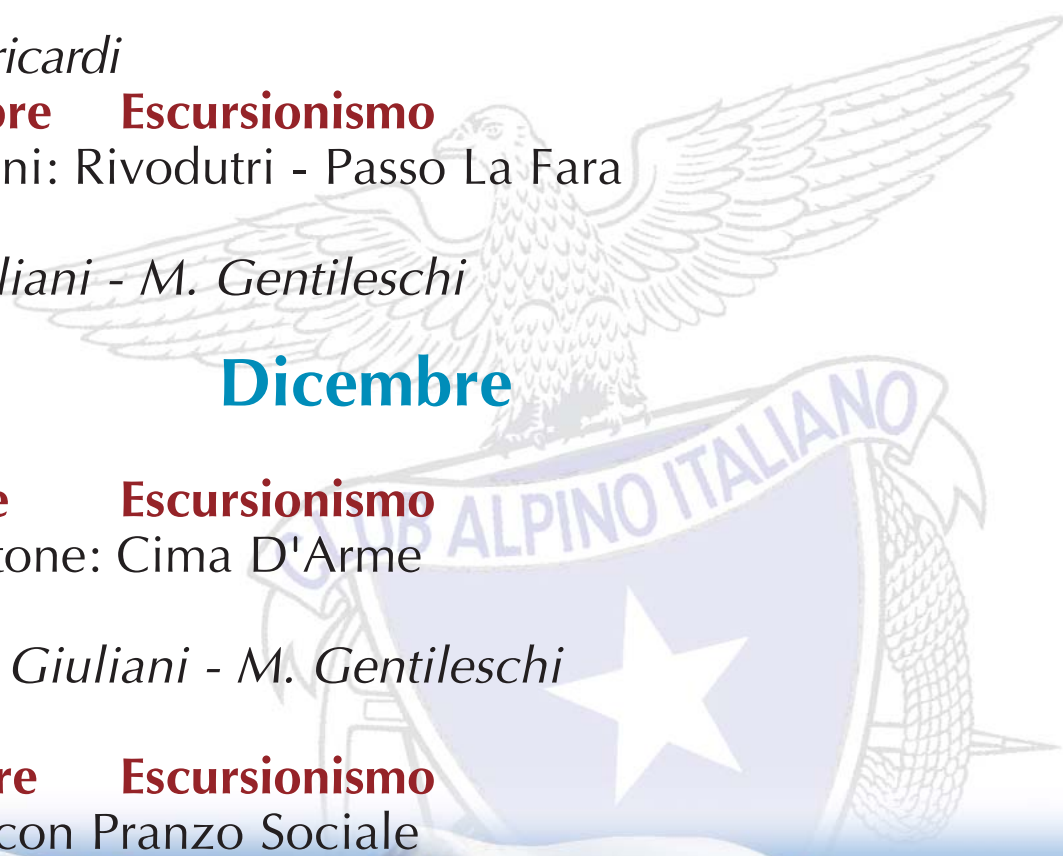 ricardi
bre Escursionismo
ni: Rivodutri - Passo La Fara
liani - M. Gentileschi
Dicembre
e Escursionismo
tone: Cima D'Arme
Giuliani - M. Gentileschi
re Escursionismo
con Pranzo Sociale
CLUB ALPINO ITALIANO